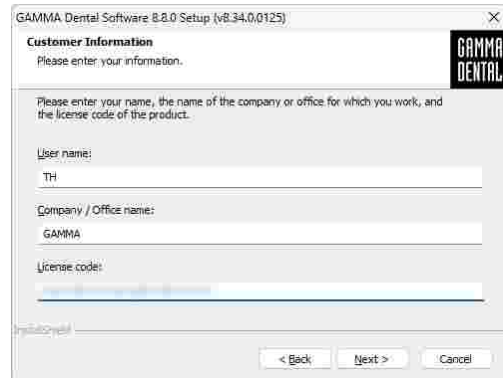 GAMMA Dental Software 8.8.0 Setup (v8.34.0.0125)
Customer Information
Please enter your information.
GAMMA
DENTAL
Please enter your name, the name of the company or office for which you work, and
the license code of the product.
User name:
TH
Company / Office name:
GAMMA
License code:
InstallShield
< Back
Next >
Cancel